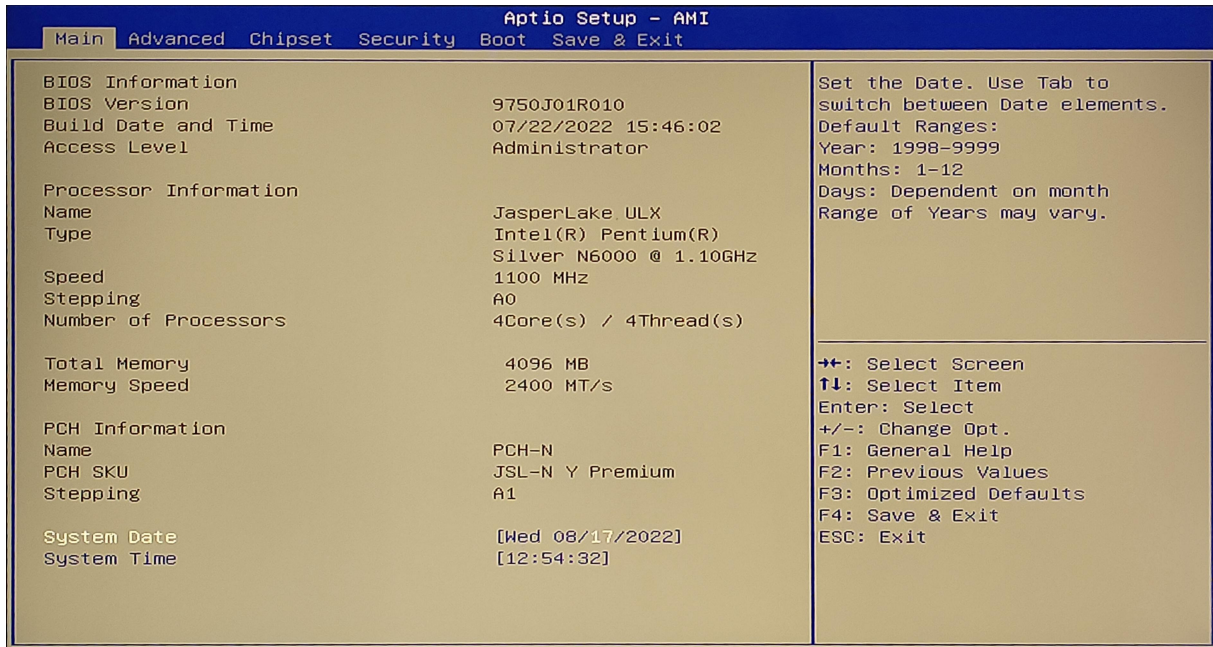 Aptio Setup – AMI
Main Advanced Chipset Security Boot Save & Exit
BIOS Information
BIOS Version 9750J01R010
Build Date and Time 07/22/2022 15:46:02
Access Level Administrator
Processor Information
Name JasperLake ULX
Type Intel(R) Pentium(R)
Silver N6000 @ 1.10GHz
Speed 1100 MHz
Stepping A0
Number of Processors 4Core(s) / 4Thread(s)
Total Memory 4096 MB
Memory Speed 2400 MT/s
PCH Information
Name PCH-N
PCH SKU JSL-N Y Premium
Stepping A1
System Date [Wed 08/17/2022]
System Time [12:54:32]
Set the Date. Use Tab to
switch between Date elements.
Default Ranges:
Year: 1998-9999
Months: 1-12
Days: Dependent on month
Range of Years may vary.
→←: Select Screen
↑↓: Select Item
Enter: Select
+/-: Change Opt.
F1: General Help
F2: Previous Values
F3: Optimized Defaults
F4: Save & Exit
ESC: Exit